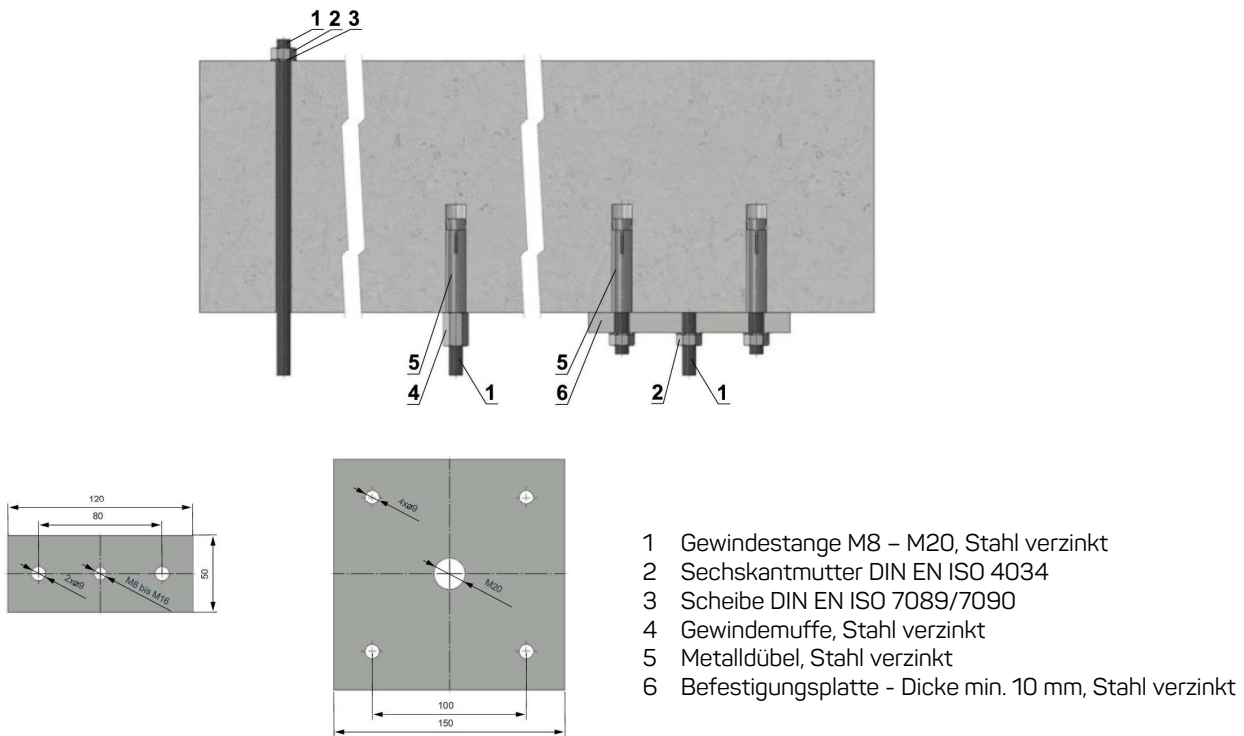 1 2 3
5
4
1
5
6
2
1
120
80
50
2xø9
M8 bis M16
4xø9
M20
100
150
1 Gewindestange M8 – M20, Stahl verzinkt
2 Sechskantmutter DIN EN ISO 4034
3 Scheibe DIN EN ISO 7089/7090
4 Gewindemuffe, Stahl verzinkt
5 Metalldübel, Stahl verzinkt
6 Befestigungsplatte - Dicke min. 10 mm, Stahl verzinkt